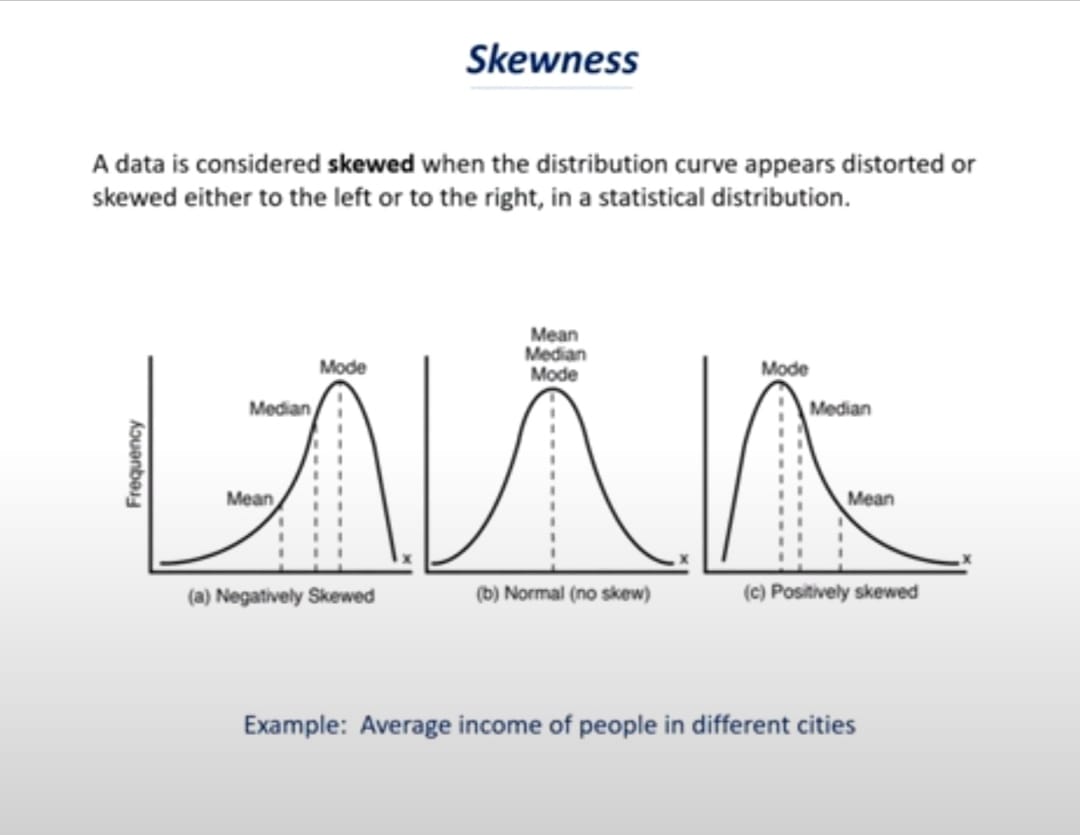 Skewness
A data is considered skewed when the distribution curve appears distorted or
skewed either to the left or to the right, in a statistical distribution.
Frequency
Mode
Median
Mean
x
(a) Negatively Skewed
Mean
Median
Mode
x
(b) Normal (no skew)
Mode
Median
Mean
x
(c) Positively skewed
Example: Average income of people in different cities